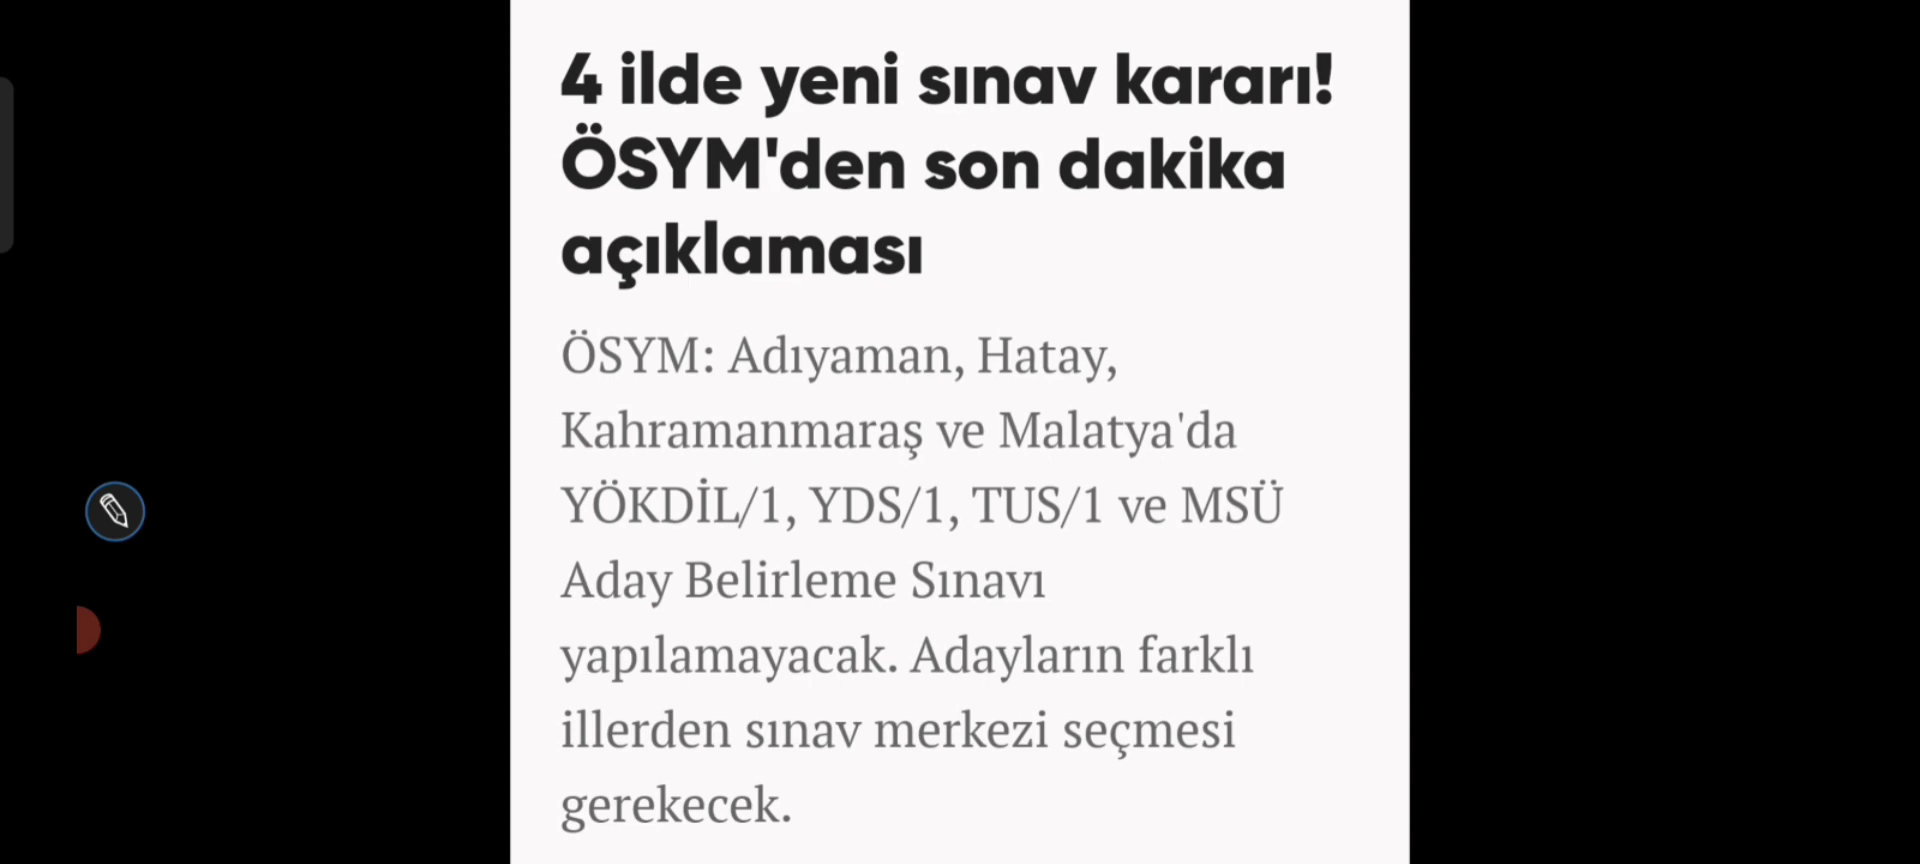 4 ilde yeni sınav kararı!
ÖSYM'den son dakika
açıklaması
ÖSYM: Adıyaman, Hatay,
Kahramanmaraş ve Malatya'da
YÖKDİL/1, YDS/1, TUS/1 ve MSÜ
Aday Belirleme Sınavı
yapılamayacak. Adayların farklı
illerden sınav merkezi seçmesi
gerekecek.